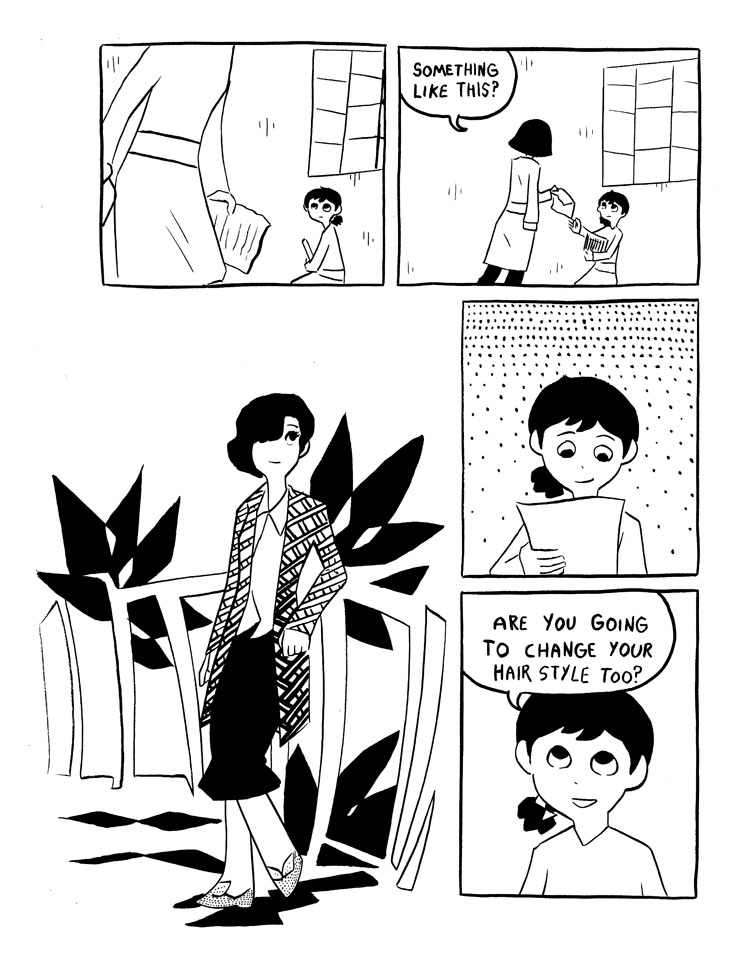 SOMETHING
LIKE THIS?
ARE YOU GOING
TO CHANGE YOUR
HAIR STYLE TOO?